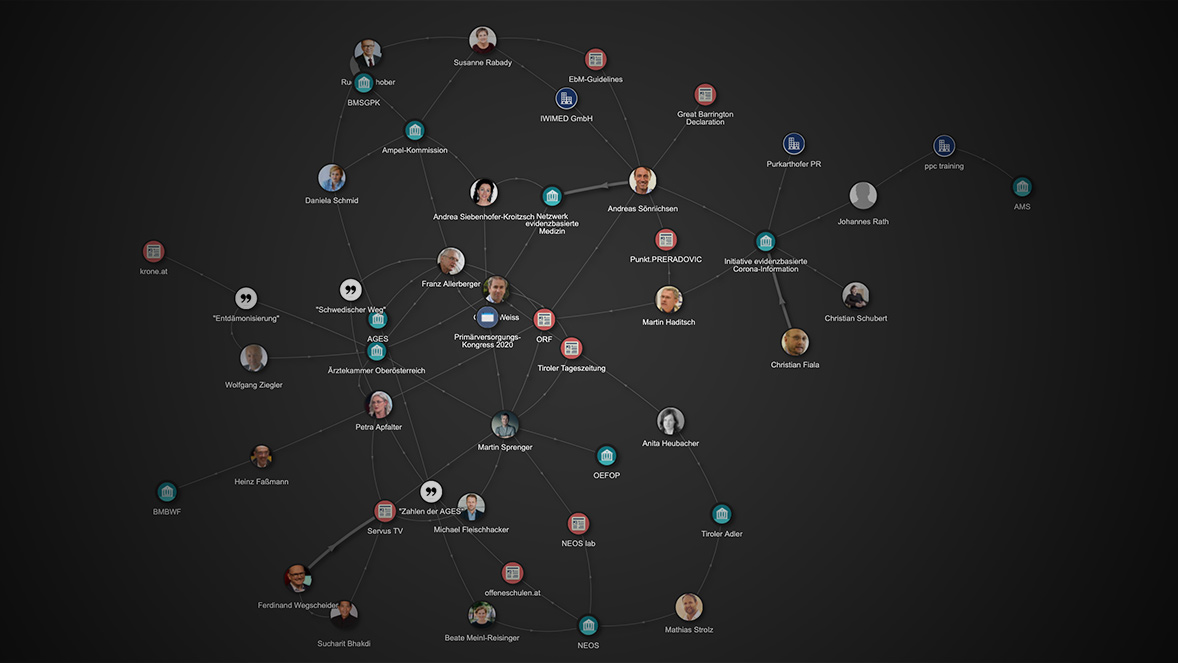 Susanne Rabady
EbM-Guidelines
BMSGPK
IWIMED GmbH
Great Barrington
Declaration
Ampel-Kommission
Purkarthofer PR
ppc training
Daniela Schmid
Andrea Siebenhofer-Kroitzsch
Netzwerk
evidenzbasierte
Medizin
Andreas Sönnichsen
Johannes Rath
AMS
krone.at
Punkt.PRERADOVIC
Initiative evidenzbasierte
Corona-Information
Franz Allerberger
"Entdämonisierung"
"Schwedischer Weg"
Weiss
Martin Haditsch
Christian Schubert
AGES
Primärversorgungs-
Kongress 2020
ORF
Ärztekammer Oberösterreich
Tiroler Tageszeitung
Christian Fiala
Wolfgang Ziegler
Petra Apfalter
Martin Sprenger
Anita Heubacher
Heinz Faßmann
OEFOP
BMBWF
"Zahlen der AGES
Servus TV
Michael Fleischhacker
NEOS lab
Tiroler Adler
Ferdinand Wegscheider
offeneschulen.at
Sucharit Bhakdi
Beate Meinl-Reisinger
NEOS
Mathias Strolz